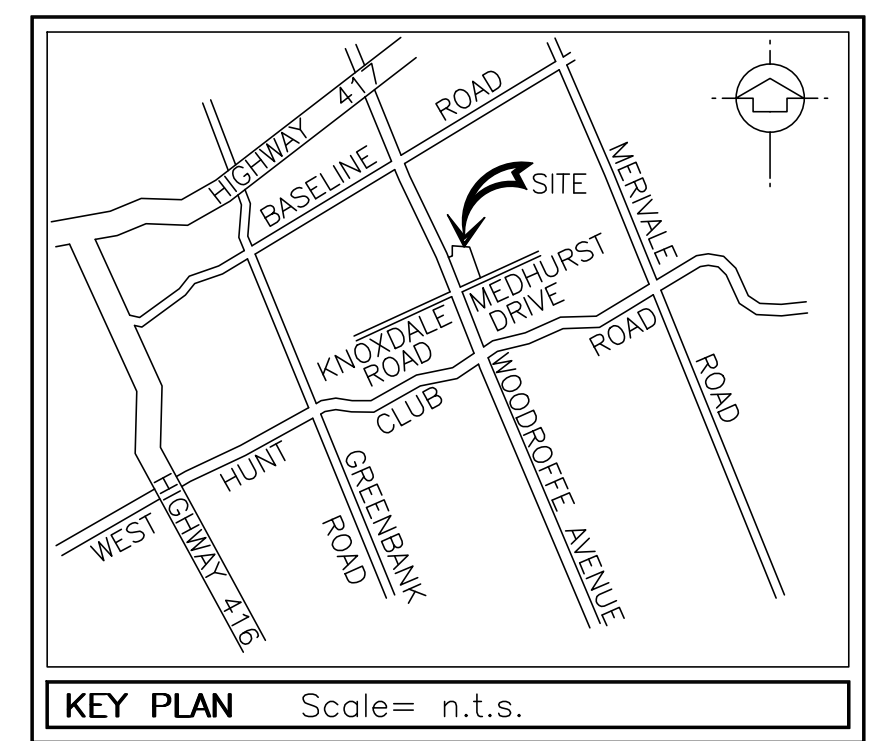 HIGHWAY 417
BASELINE ROAD
SITE
MERIVALE ROAD
MEDHURST
DRIVE
KNOXDALE
ROAD
WEST HUNT CLUB ROAD
WOODROFFE AVENUE
GREENBANK
ROAD
HIGHWAY 416
KEY PLAN Scale= n.t.s.